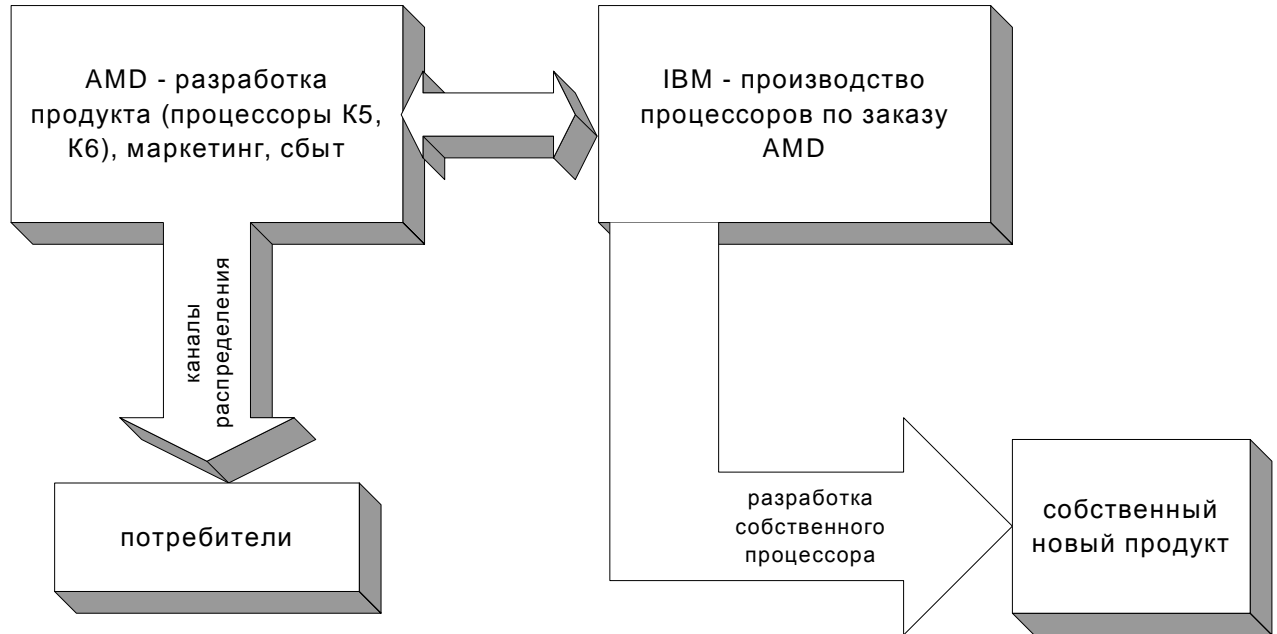 AMD - разработка
продукта (процессоры К5,
К6), маркетинг, сбыт
IBM - производство
процессоров по заказу
AMD
каналы
распределения
потребители
разработка
собственного
процессора
собственный
новый продукт